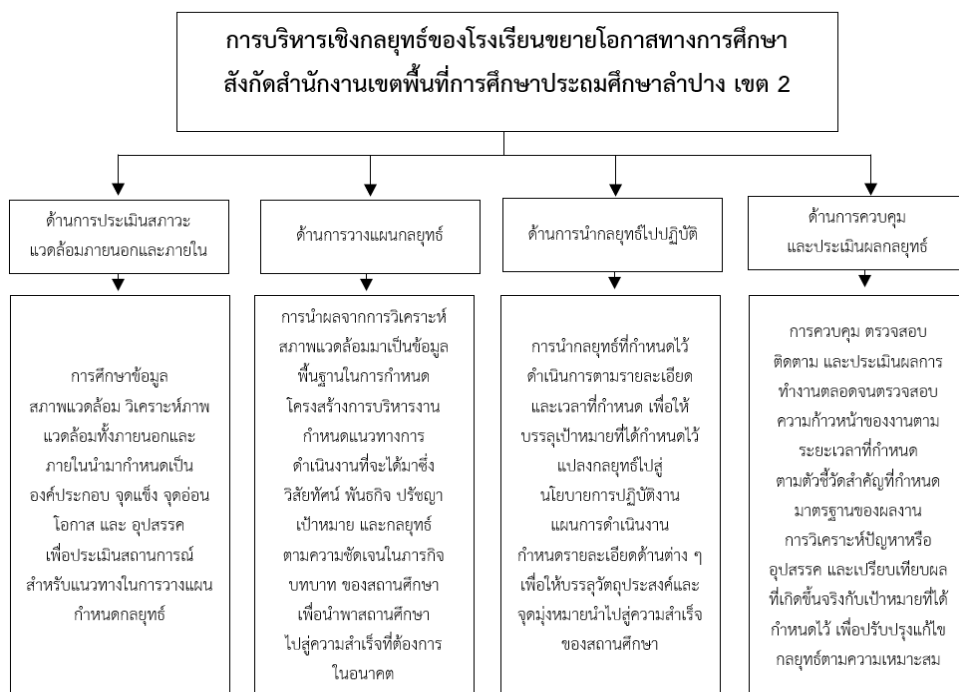 การบริหารเชิงกลยุทธ์ของโรงเรียนขยายโอกาสทางการศึกษา
สังกัดสำนักงานเขตพื้นที่การศึกษาประถมศึกษาลำปาง เขต 2
ด้านการประเมินสภาวะ
แวดล้อมภายนอกและภายใน
ด้านการวางแผนกลยุทธ์
ด้านการนำกลยุทธ์ไปปฏิบัติ
ด้านการควบคุม
และประเมินผลกลยุทธ์
การศึกษาข้อมูล
สภาพแวดล้อม วิเคราะห์ภาพ
แวดล้อมทั้งภายนอกและ
ภายในนำมากำหนดเป็น
องค์ประกอบ จุดแข็ง จุดอ่อน
โอกาส และ อุปสรรค
เพื่อประเมินสถานการณ์
สำหรับแนวทางในการวางแผน
กำหนดกลยุทธ์
การนำผลจากการวิเคราะห์
สภาพแวดล้อมมาเป็นข้อมูล
พื้นฐานในการกำหนด
โครงสร้างการบริหารงาน
กำหนดแนวทางการ
ดำเนินงานที่จะได้มาซึ่ง
วิสัยทัศน์ พันธกิจ ปรัชญา
เป้าหมาย และกลยุทธ์
ตามความชัดเจนในภารกิจ
บทบาท ของสถานศึกษา
เพื่อนำพาสถานศึกษา
ไปสู่ความสำเร็จที่ต้องการ
ในอนาคต
การนำกลยุทธ์ที่กำหนดไว้
ดำเนินการตามรายละเอียด
และเวลาที่กำหนด เพื่อให้
บรรลุเป้าหมายที่ได้กำหนดไว้
แปลงกลยุทธ์ไปสู่
นโยบายการปฏิบัติงาน
แผนการดำเนินงาน
กำหนดรายละเอียดด้านต่าง ๆ
เพื่อให้บรรลุวัตถุประสงค์และ
จุดมุ่งหมายนำไปสู่ความสำเร็จ
ของสถานศึกษา
การควบคุม ตรวจสอบ
ติดตาม และประเมินผลการ
ทำงานตลอดจนตรวจสอบ
ความก้าวหน้าของงานตาม
ระยะเวลาที่กำหนด
ตามตัวชี้วัดสำคัญที่กำหนด
มาตรฐานของผลงาน
การวิเคราะห์ปัญหาหรือ
อุปสรรค และเปรียบเทียบผล
ที่เกิดขึ้นจริงกับเป้าหมายที่ได้
กำหนดไว้ เพื่อปรับปรุงแก้ไข
กลยุทธ์ตามความเหมาะสม